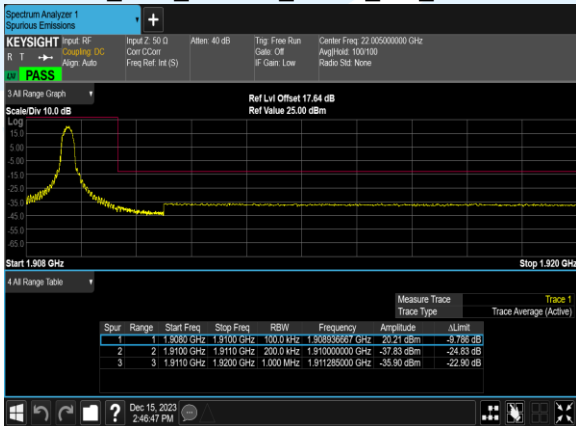 Spectrum Analyzer 1
Spurious Emissions
+
KEYSIGHT Input: RF Input Z: 50 Ω Atten: 40 dB Trig: Free Run Center Freq: 22.005000000 GHz
R T Coupling: DC Corr CCorr Gate: Off Avg|Hold: 100/100
Align: Auto Freq Ref: Int (S) IF Gain: Low Radio Std: None
PASS
3 All Range Graph
Ref Lvl Offset 17.64 dB
Scale/Div 10.0 dB Ref Value 25.00 dBm
Log
15.0
5.00
-5.00
-15.0
-25.0
-35.0
-45.0
-55.0
-65.0
Start 1.908 GHz Stop 1.920 GHz
4 All Range Table
Measure Trace Trace 1
Trace Type Trace Average (Active)
Spur Range Start Freq Stop Freq RBW Frequency Amplitude ΔLimit
1 1 1.9080 GHz 1.9100 GHz 100.0 kHz 1.908936667 GHz 20.21 dBm -9.786 dB
2 2 1.9100 GHz 1.9110 GHz 200.0 kHz 1.910000000 GHz -37.83 dBm -24.83 dB
3 3 1.9110 GHz 1.9200 GHz 1.000 MHz 1.911285000 GHz -35.90 dBm -22.90 dB
? Dec 15, 2023
2:46:47 PM